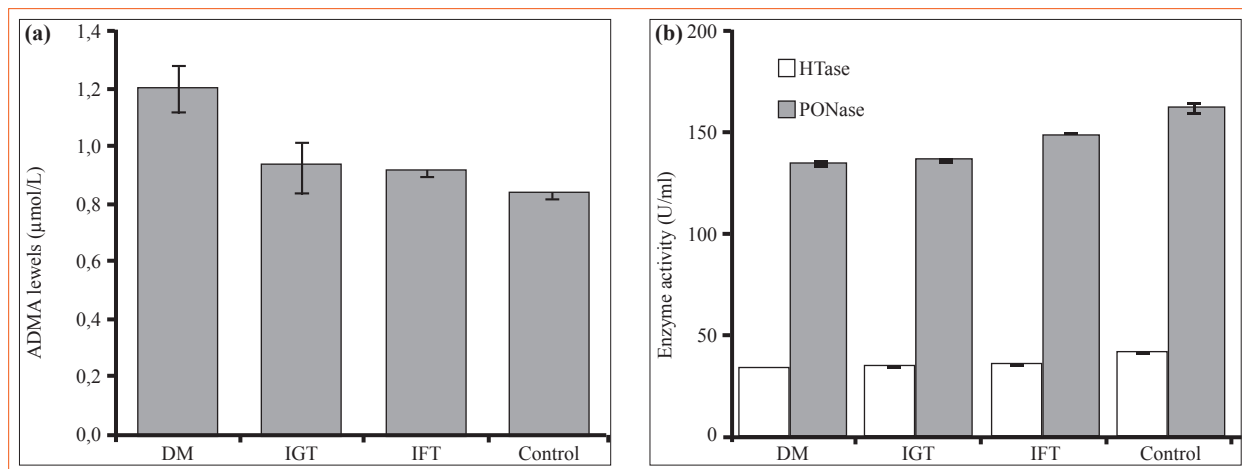 (a)
1,4
1,2
1,0
0,8
0,6
0,4
0,2
0,0
ADMA lewels (µmol/L)
DM IGT IFT Control
(b)
200
150
100
50
0
Enzyme activity (U/ml)
HTase
PONase
DM IGT IFT Control